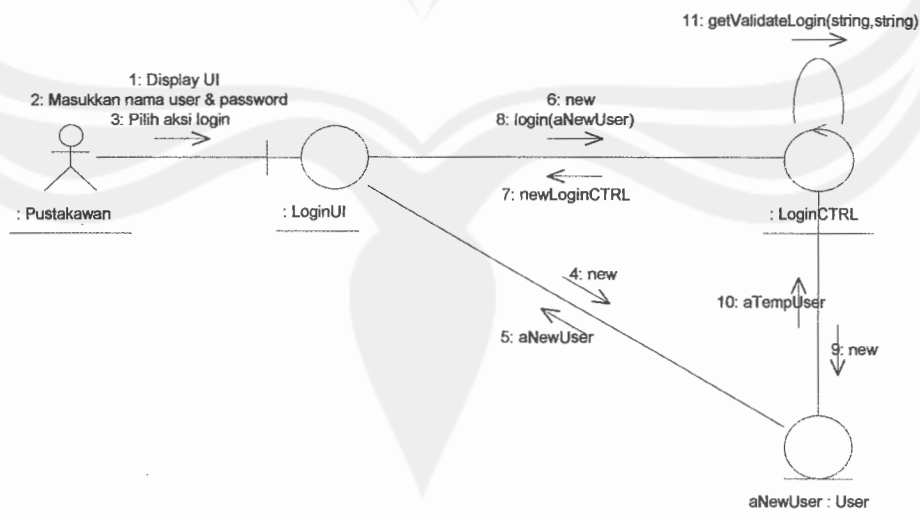 11: getValidateLogin(string,string)
1: Display UI
2: Masukkan nama user & password
3: Pilih aksi login
6: new
8: login(aNewUser)
7: newLoginCTRL
: Pustakawan
: LoginUI
: LoginCTRL
4: new
5: aNewUser
10: aTempUser
9: new
aNewUser : User